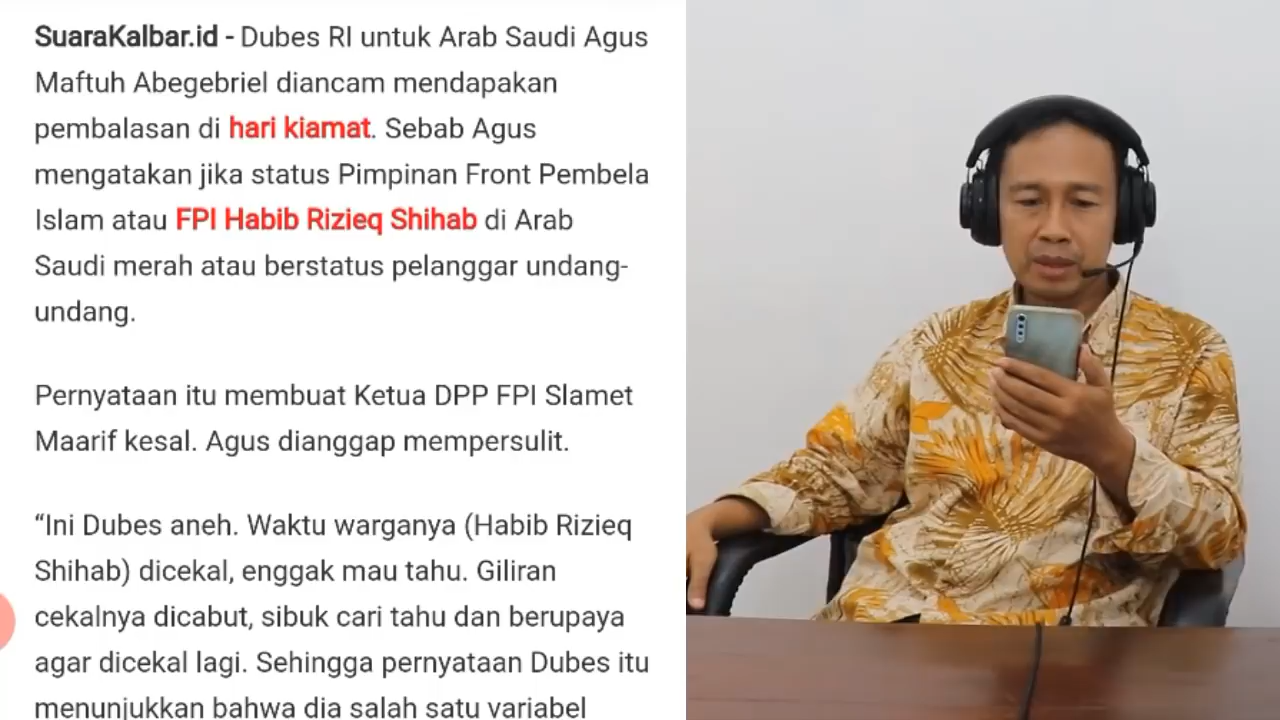 SuaraKalbar.id - Dubes RI untuk Arab Saudi Agus
Maftuh Abegebriel diancam mendapakan
pembalasan di hari kiamat. Sebab Agus
mengatakan jika status Pimpinan Front Pembela
Islam atau FPI Habib Rizieq Shihab di Arab
Saudi merah atau berstatus pelanggar undang-
undang.
Pernyataan itu membuat Ketua DPP FPI Slamet
Maarif kesal. Agus dianggap mempersulit.
“Ini Dubes aneh. Waktu warganya (Habib Rizieq
Shihab) dicekal, enggak mau tahu. Giliran
cekalnya dicabut, sibuk cari tahu dan berupaya
agar dicekal lagi. Sehingga pernyataan Dubes itu
menunjukkan bahwa dia salah satu variabel